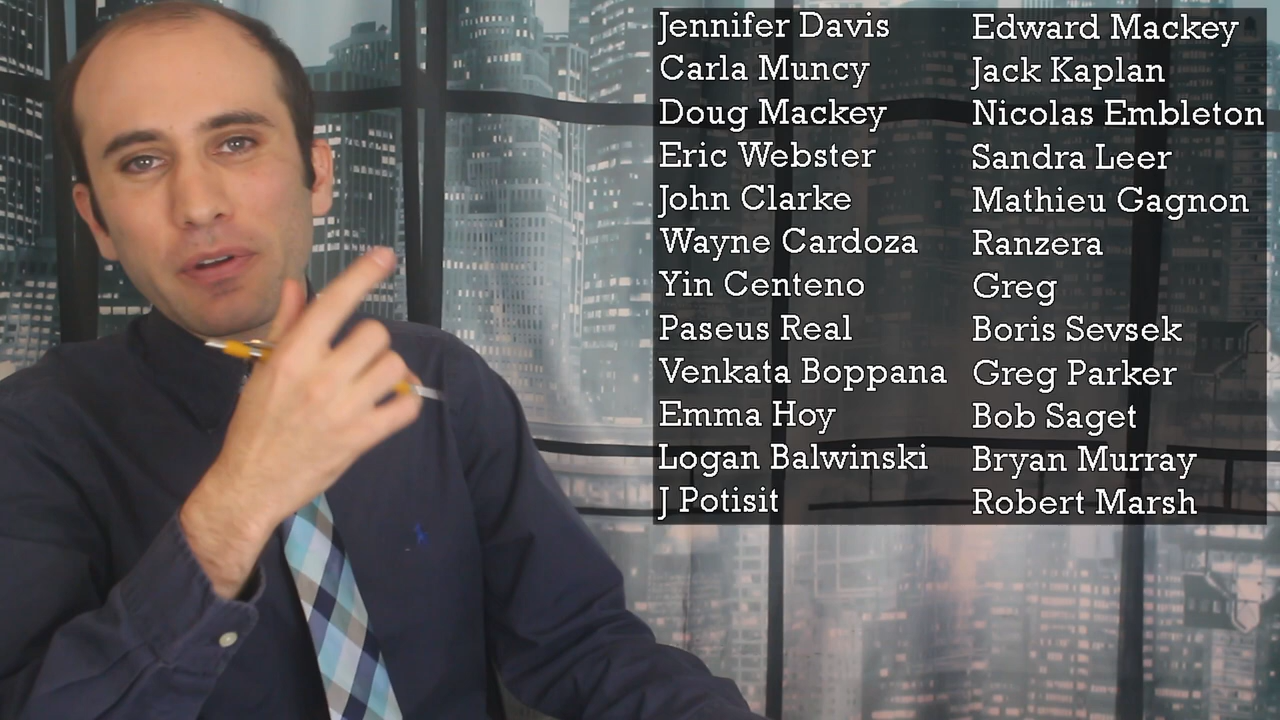 Jennifer Davis
Carla Muncy
Doug Mackey
Eric Webster
John Clarke
Wayne Cardoza
Yin Centeno
Paseus Real
Venkata Boppana
Emma Hoy
Logan Balwinski
J Potisit
Edward Mackey
Jack Kaplan
Nicolas Embleton
Sandra Leer
Mathieu Gagnon
Ranzera
Greg
Boris Sevsek
Greg Parker
Bob Saget
Bryan Murray
Robert Marsh